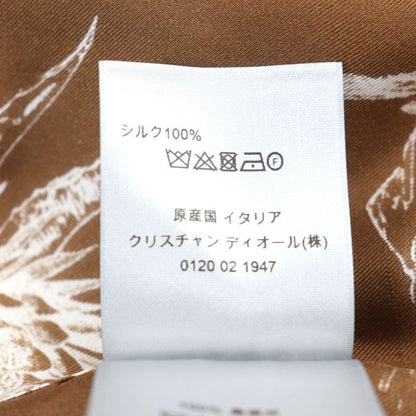 シルク100%
原産国 イタリア
クリスチャン ディオール(株)
0120 02 1947
100%